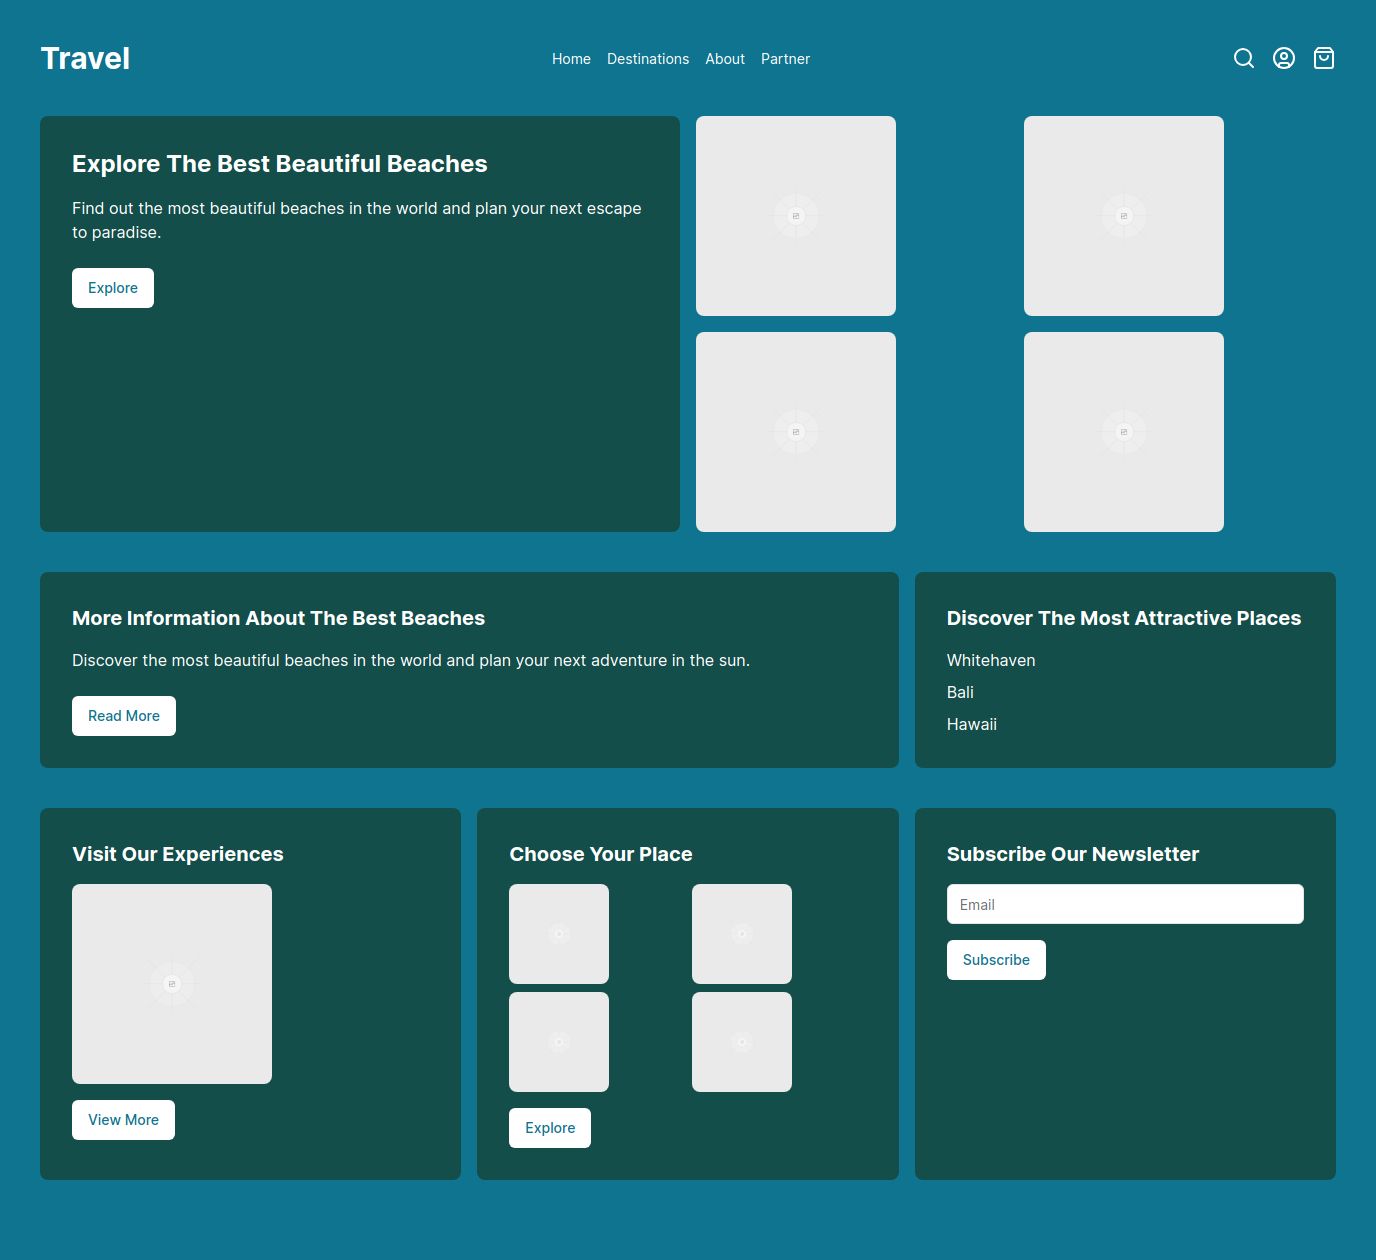 Travel
Home Destinations About Partner
Explore The Best Beautiful Beaches
Find out the most beautiful beaches in the world and plan your next escape
to paradise.
Explore
More Information About The Best Beaches
Discover the most beautiful beaches in the world and plan your next adventure in the sun.
Read More
Discover The Most Attractive Places
Whitehaven
Bali
Hawaii
Visit Our Experiences
View More
Choose Your Place
Explore
Subscribe Our Newsletter
Email
Subscribe